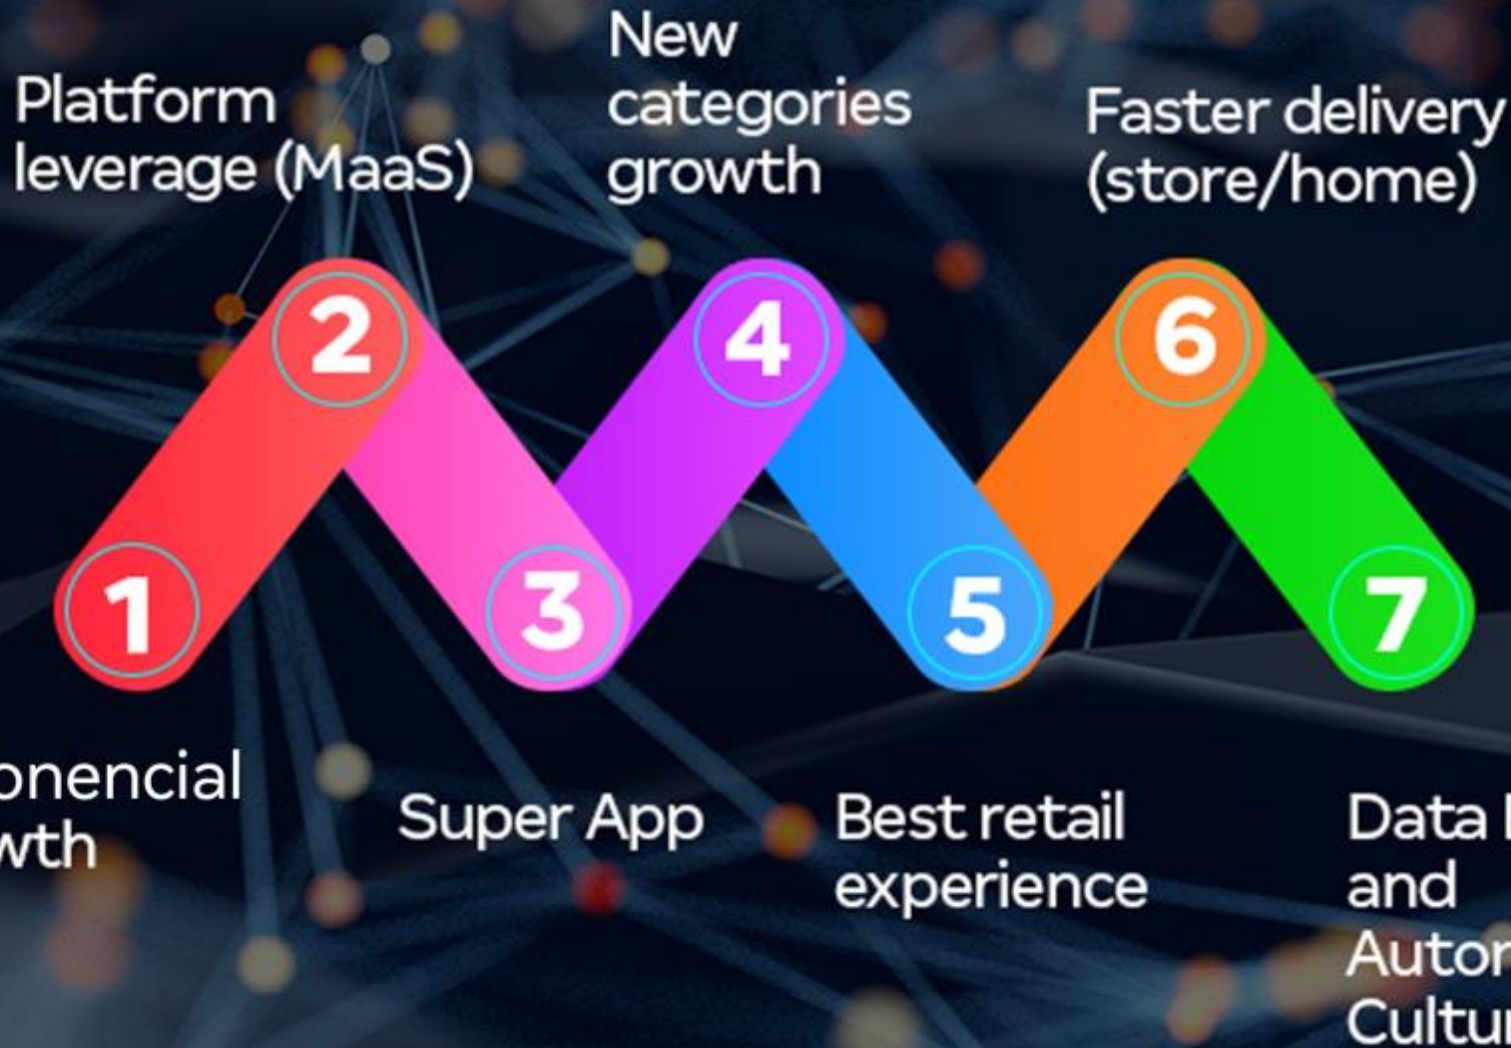 New
categories
growth
Platform
leverage (MaaS)
Faster delivery
(store/home)
2
4
6
1
3
5
7
onencial
wth
Super App
Best retail
experience
Data
and